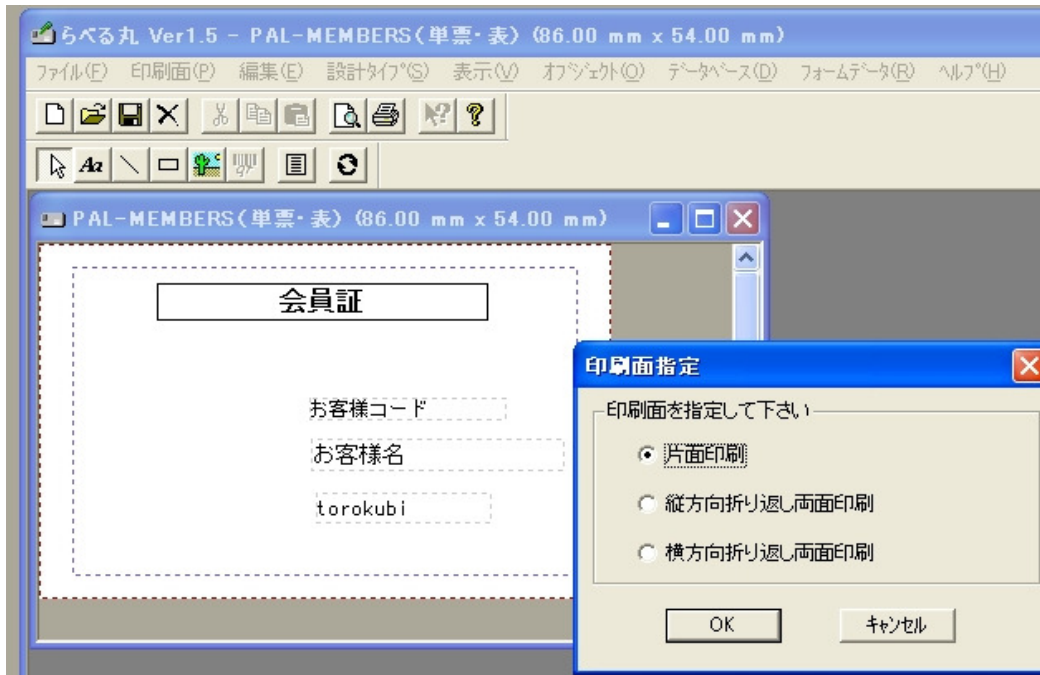 らべる丸 Ver1.5 - PAL-MEMBERS(単票・表) (86.00 mm x 54.00 mm)
ファイル(F) 印刷面(P) 編集(E) 設計タイプ(S) 表示(V) オブジェクト(O) データベース(D) フォームデータ(R) ヘルプ(H)
Aa
PAL-MEMBERS(単票・表) (86.00 mm x 54.00 mm)
会員証
お客様コード
お客様名
torokubi
印刷面指定
印刷面を指定して下さい
片面印刷
縦方向折り返し両面印刷
横方向折り返し両面印刷
OK キャンセル